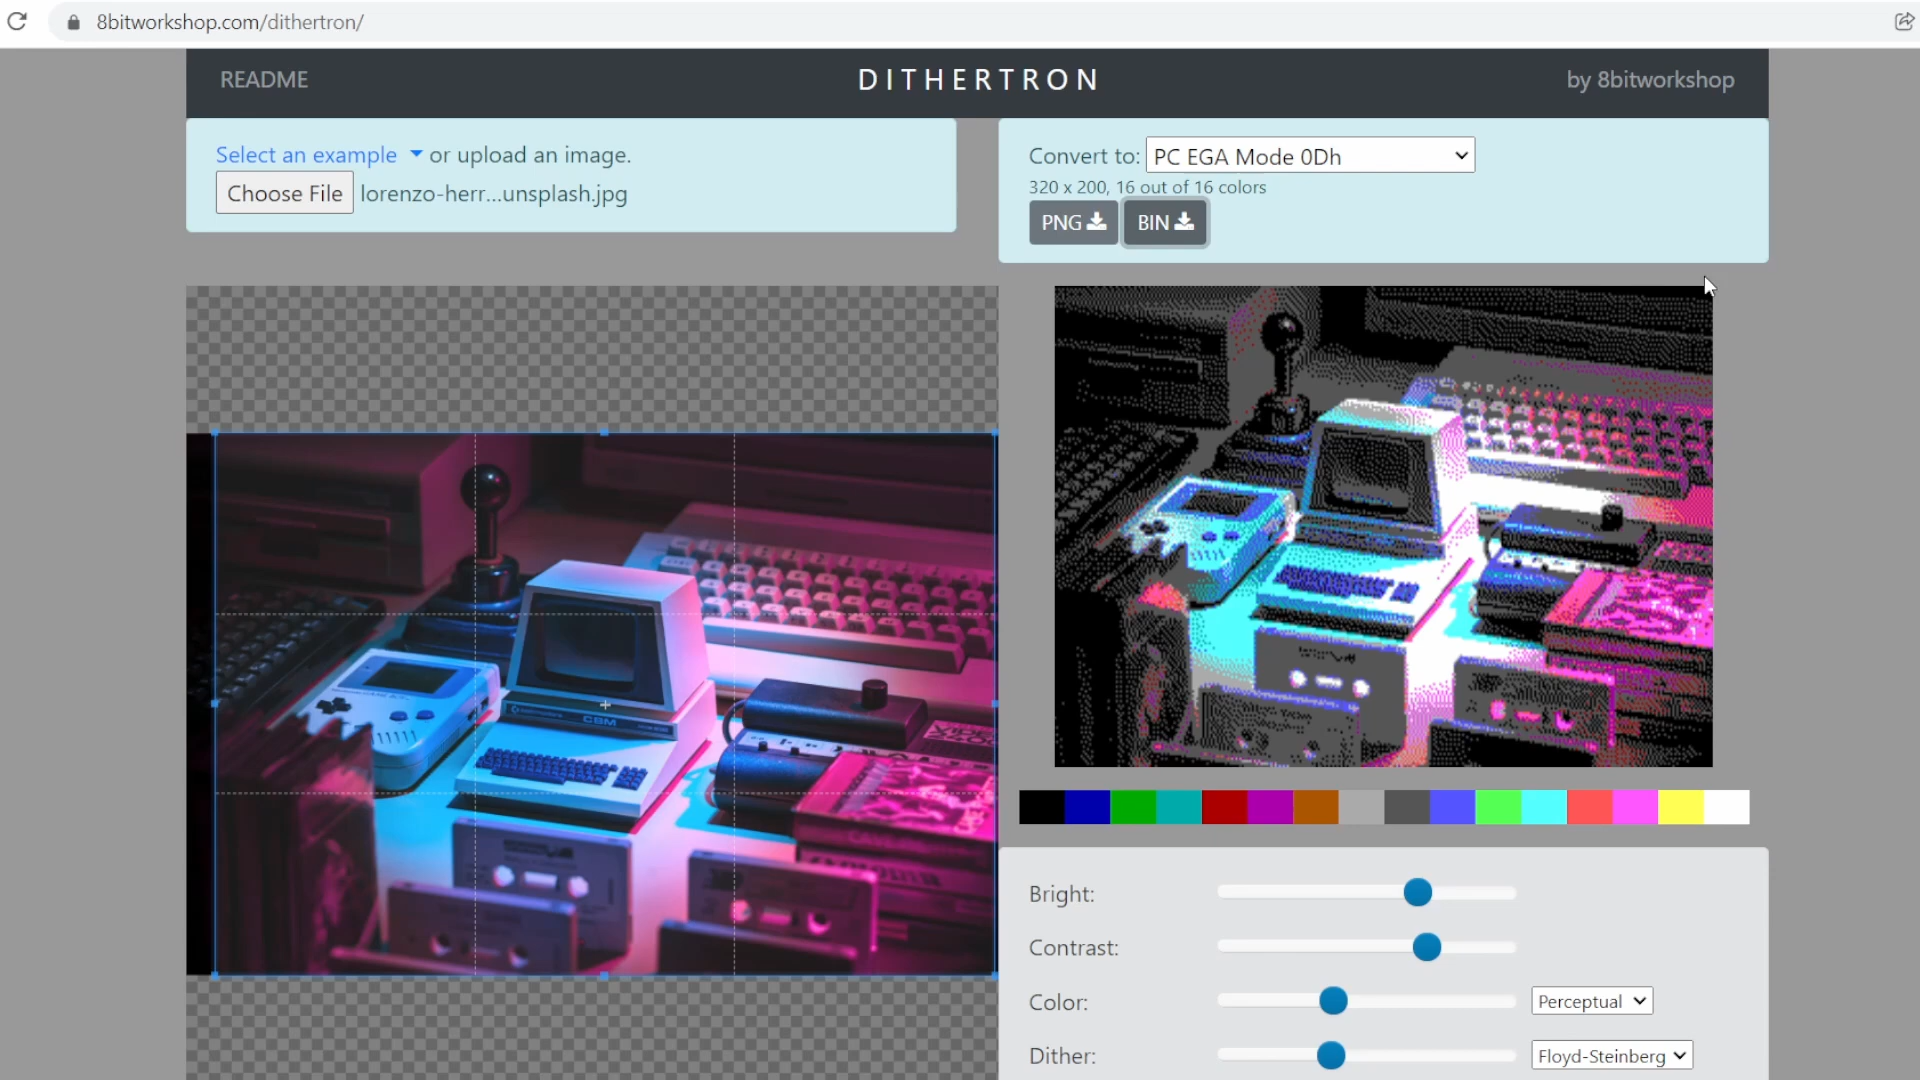 8bitworkshop.com/dithertron/
README
DITHERTRON
by 8bitworkshop
Select an example or upload an image.
Choose File lorenzo-herr...unsplash.jpg
Convert to: PC EGA Mode 0Dh
320 x 200, 16 out of 16 colors
PNG BIN
CBM
Bright:
Contrast:
Color: Perceptual
Dither: Floyd-Steinberg